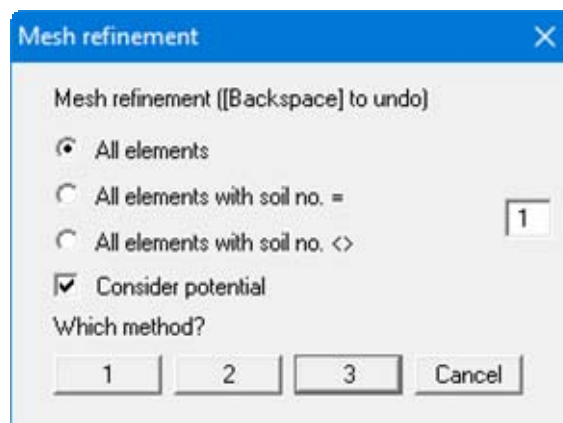 Mesh refinement
Mesh refinement ([Backspace] to undo)
All elements
All elements with soil no. =
1
All elements with soil no. <>
Consider potential
Which method?
1 2 3 Cancel